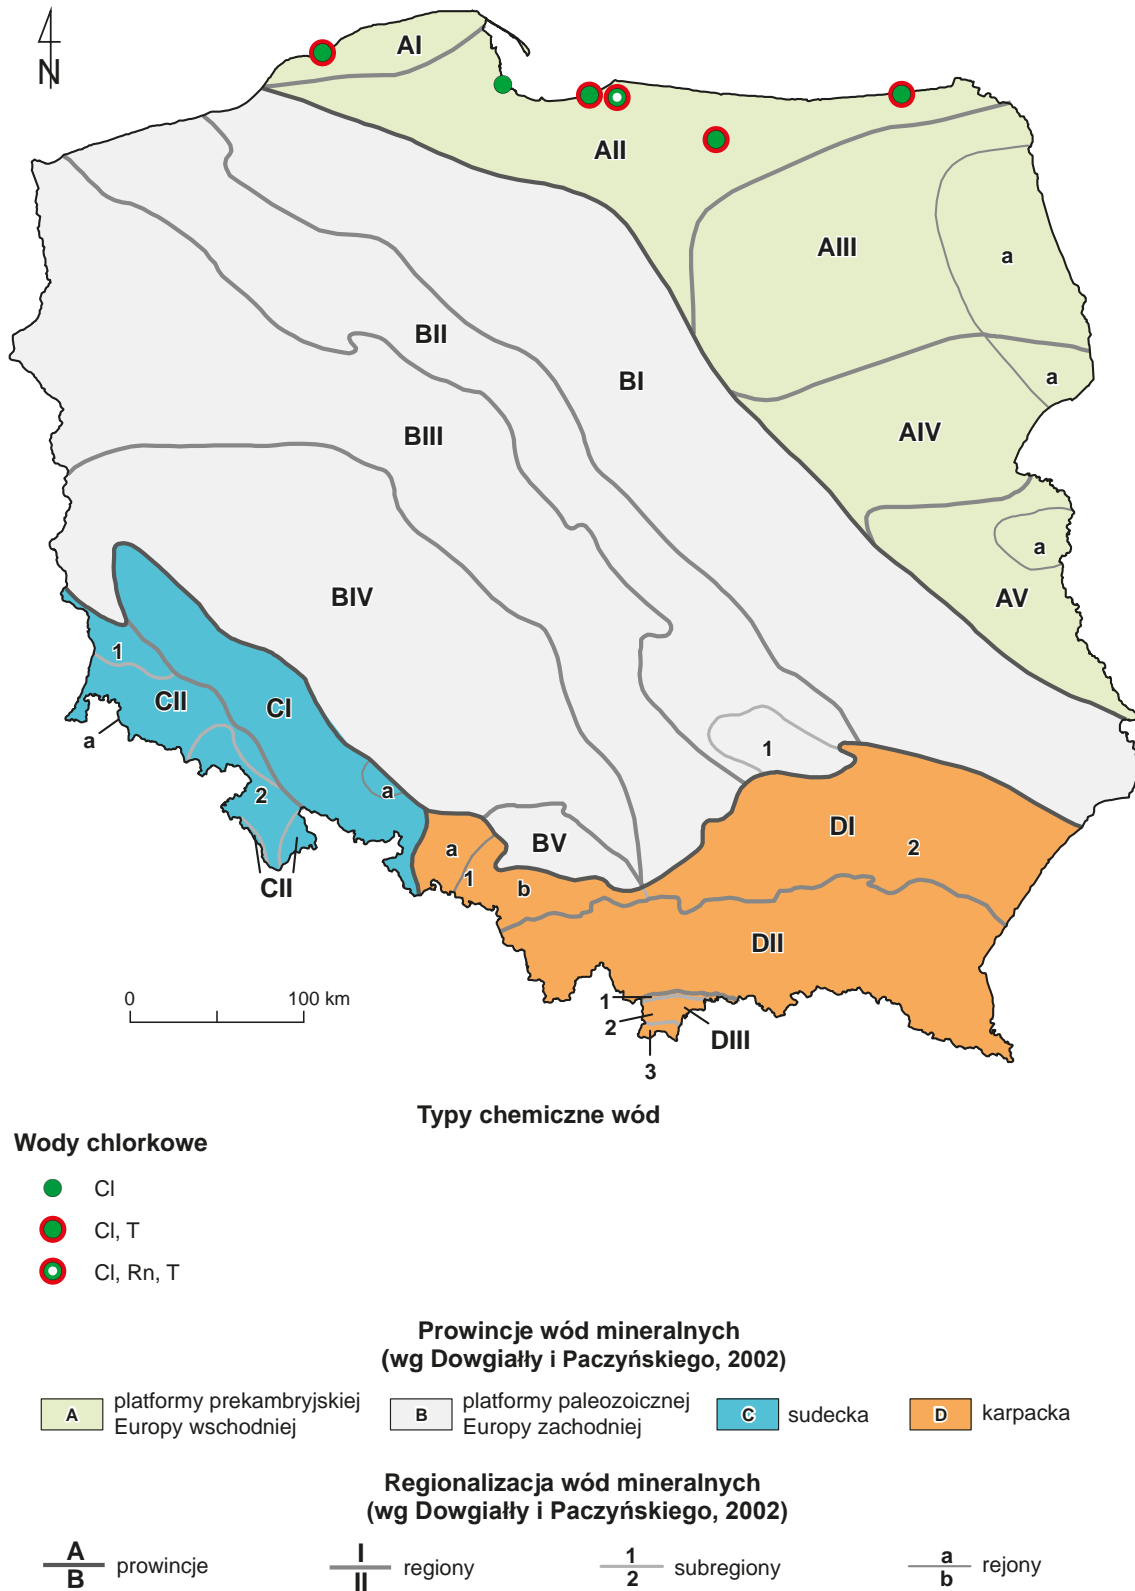 N
AI
AII
AIII
a
BII
BI
a
BIII
AIV
a
BIV
AV
1
CII
CI
a
1
2
a
BV
DI
a
2
1
b
CII
DII
0
100 km
1
2
DIII
3
Typy chemiczne wód
Wody chlorkowe
Cl
Cl, T
Cl, Rn, T
Prowincje wód mineralnych
(wg Dowgiałły i Paczyńskiego, 2002)
A
platformy prekambryjskiej
Europy wschodniej
B
platformy paleozoicznej
Europy zachodniej
C
sudecka
D
karpacka
Regionalizacja wód mineralnych
(wg Dowgiałły i Paczyńskiego, 2002)
A
B
prowincje
I
II
regiony
1
2
subregiony
a
b
rejony